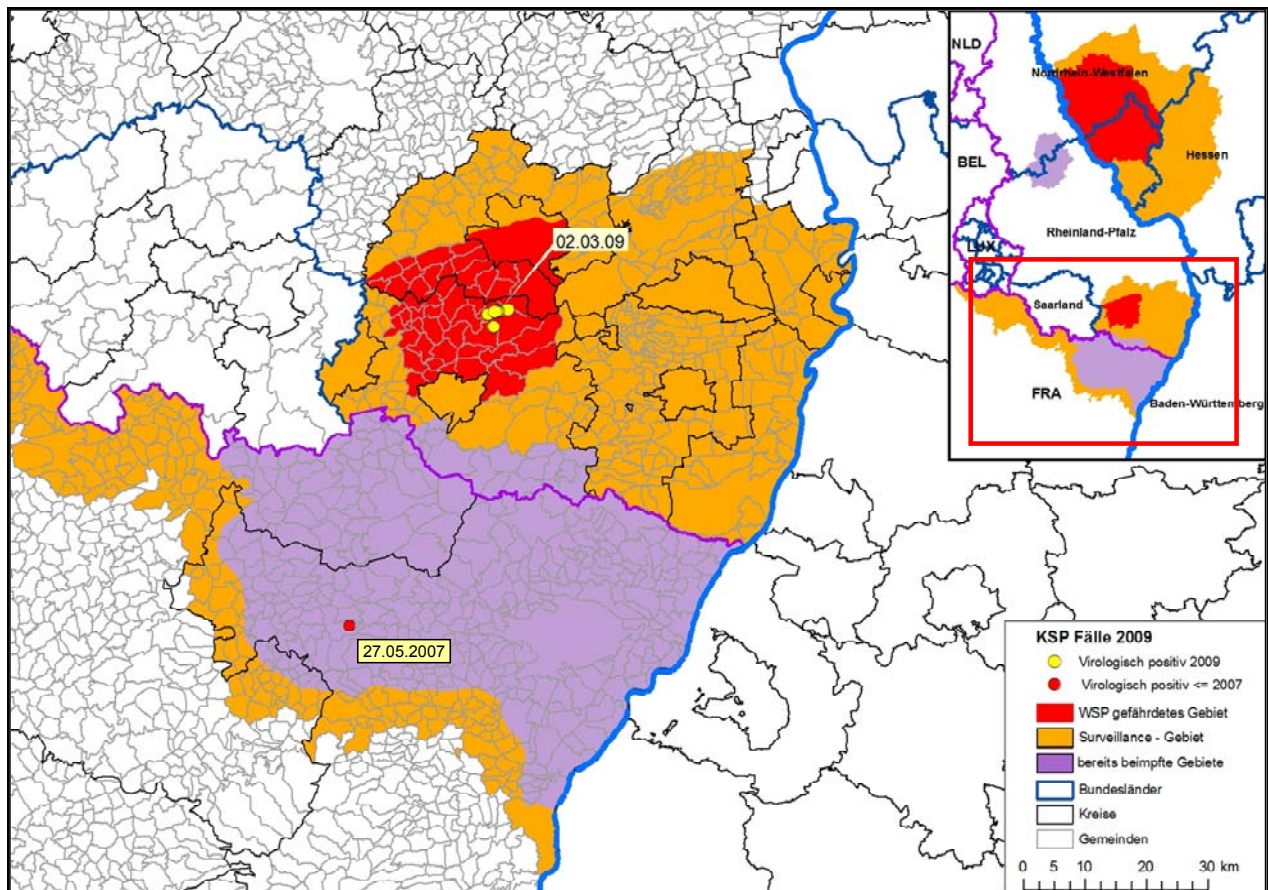 NLD
Nordrhein-Westfalen
BEL
Hessen
Rheinland-Pfalz
LUX
Saarland
FRA
Baden-Württemberg
02.03.09
27.05.2007
KSP Fälle 2009
Virologisch positiv 2009
Virologisch positiv <= 2007
WSP gefährdetes Gebiet
Surveillance - Gebiet
bereits beimpfte Gebiete
Bundesländer
Kreise
Gemeinden
0 5 10 20 30 km